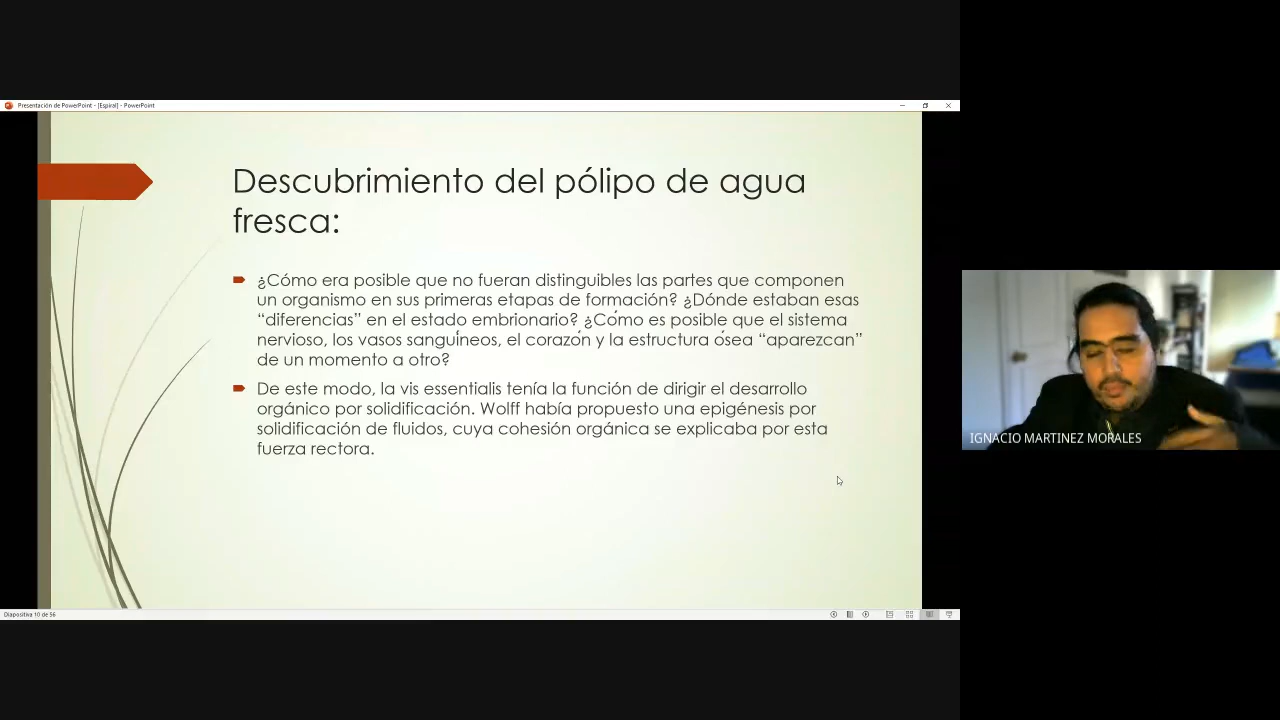 Presentación de PowerPoint - [Espiral] - PowerPoint
Descubrimiento del pólipo de agua
fresca:
¿Cómo era posible que no fueran distinguibles las partes que componen
un organismo en sus primeras etapas de formación? ¿Dónde estaban esas
“diferencias” en el estado embrionario? ¿Cómo es posible que el sistema
nervioso, los vasos sanguíneos, el corazón y la estructura ósea “aparezcan”
de un momento a otro?
De este modo, la vis essentialis tenía la función de dirigir el desarrollo
orgánico por solidificación. Wolff había propuesto una epigénesis por
solidificación de fluidos, cuya cohesión orgánica se explicaba por esta
fuerza rectora.
IGNACIO MARTINEZ MORALES
Diapositiva 10 de 56